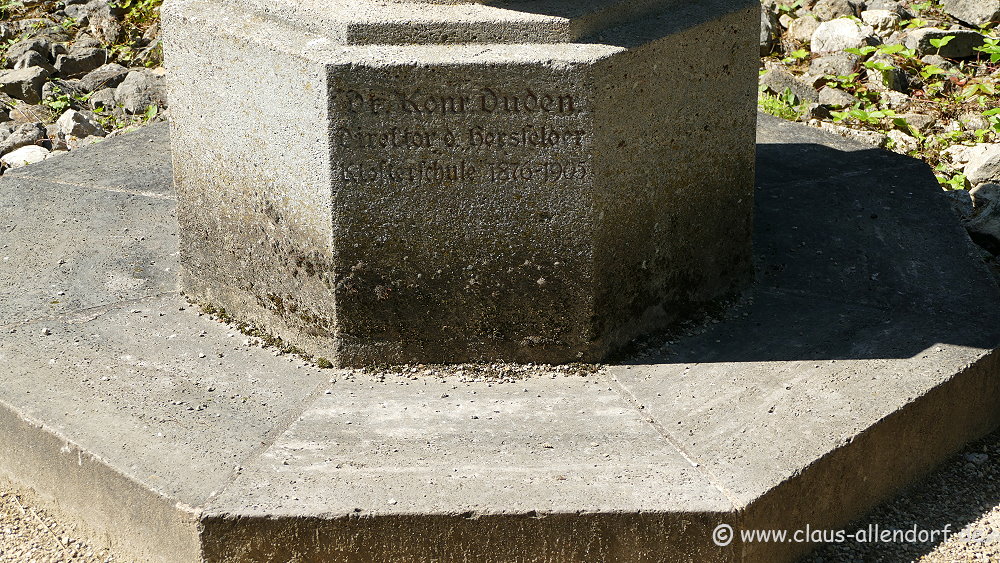 Dr. Konr. Duden
Direktor d. Hersfelder
Klosterschule 1876-1905
© www.claus-allendorf.de